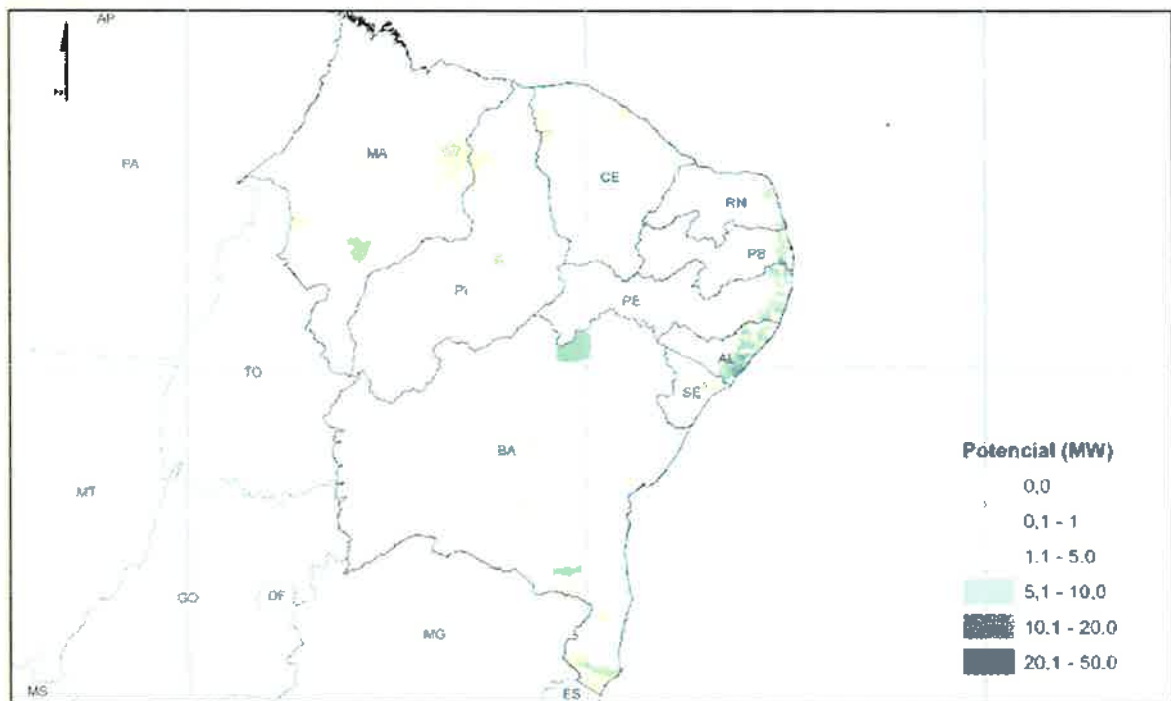 AP
N
PA
MA
CE
RN
PB
PI
PE
TO
AL
SE
BA
MT
GO
DF
MG
MS
ES
Potencial (MW)
0,0
0,1 - 1
1.1 - 5.0
5,1 - 10,0
10.1 - 20.0
20.1 - 50.0